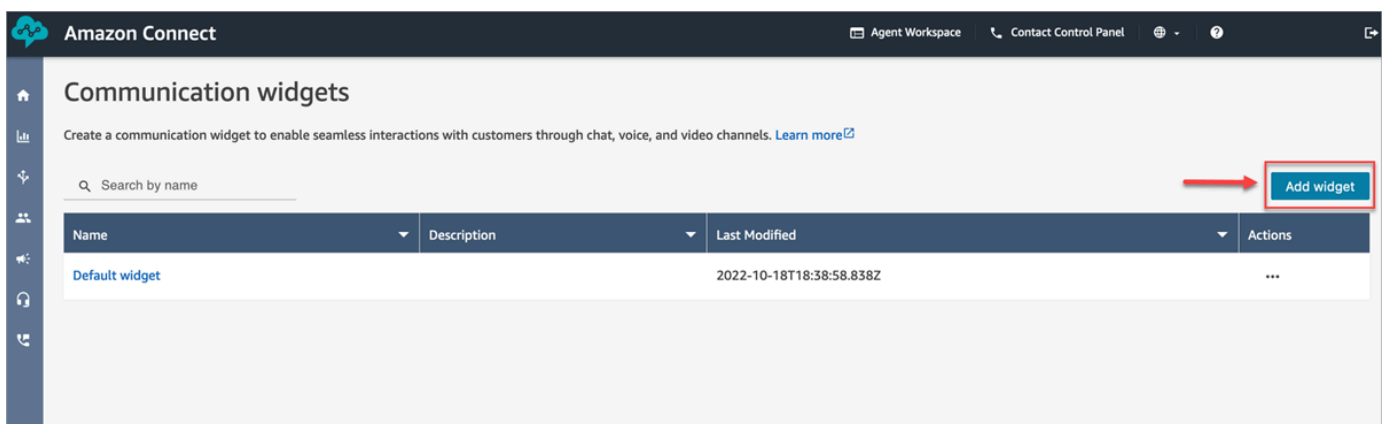 Amazon Connect Agent Workspace Contact Control Panel
Communication widgets
Create a communication widget to enable seamless interactions with customers through chat, voice, and video channels. Learn more
Search by name
Add widget
Name Description Last Modified Actions
Default widget 2022-10-18T18:38:58.838Z ...